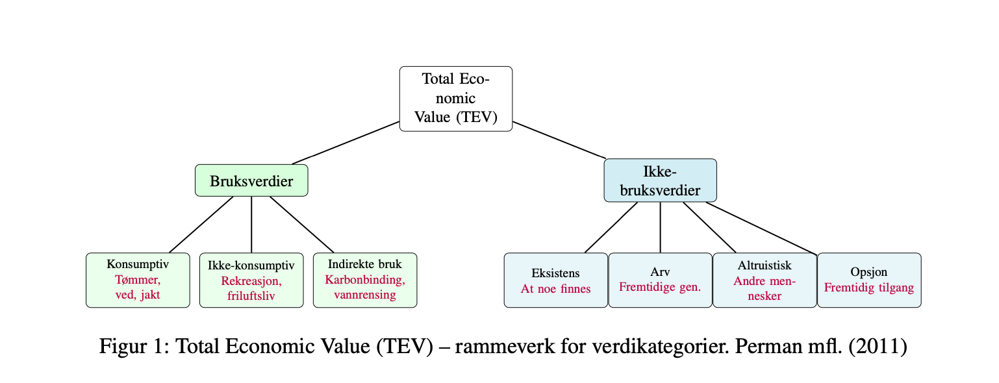 Total Eco-
nomic
Value (TEV)
Bruksverdier
Ikke-
bruksverdier
Konsumptiv
Tømmer,
ved, jakt
Ikke-konsumptiv
Rekreasjon,
friluftsliv
Indirekte bruk
Karbonbinding,
vannrensing
Eksistens
At noe finnes
Arv
Fremtidige gen.
Altruistisk
Andre men-
nesker
Opsjon
Fremtidig tilgang
Figur 1: Total Economic Value (TEV) – rammeverk for verdikategorier. Perman mfl. (2011)